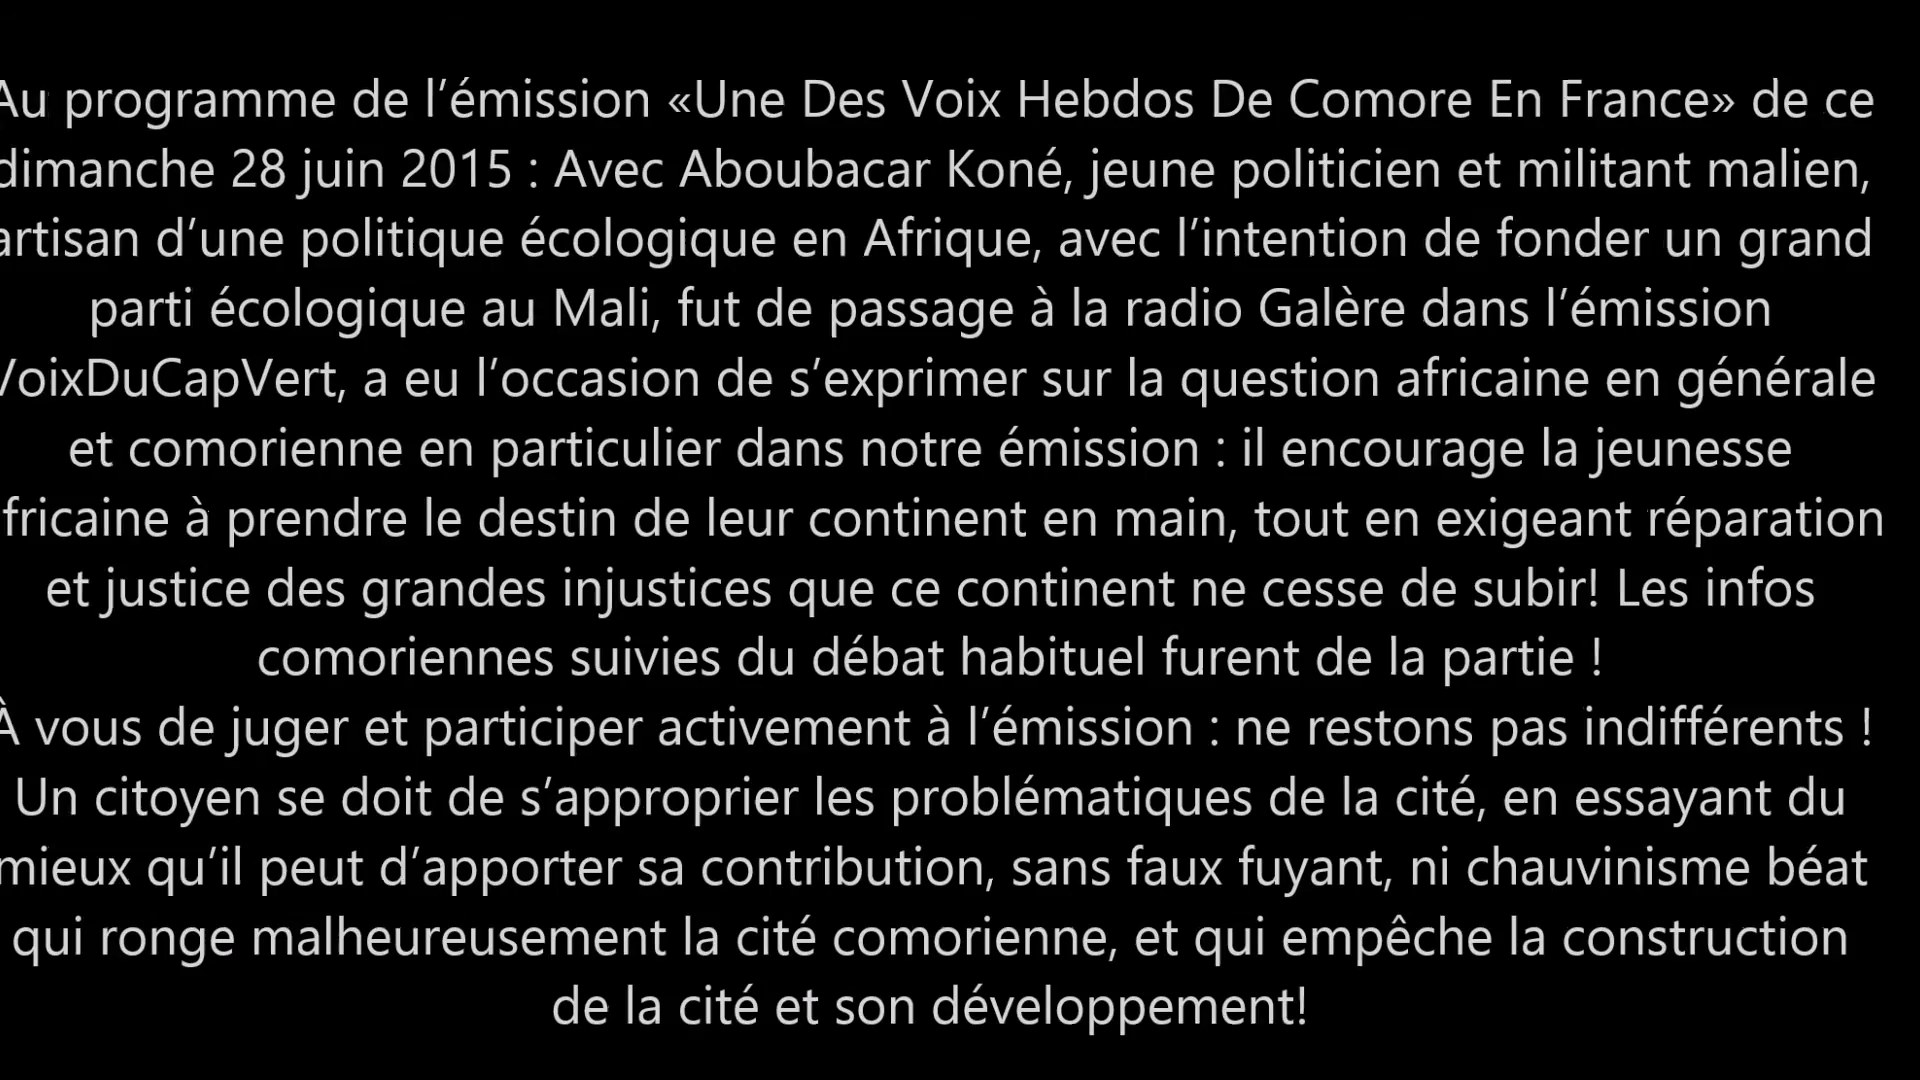 Au programme de l’émission «Une Des Voix Hebdos De Comore En France» de ce
dimanche 28 juin 2015 : Avec Aboubacar Koné, jeune politicien et militant malien,
artisan d’une politique écologique en Afrique, avec l’intention de fonder un grand
parti écologique au Mali, fut de passage à la radio Galère dans l’émission
VoixDuCapVert, a eu l’occasion de s’exprimer sur la question africaine en générale
et comorienne en particulier dans notre émission : il encourage la jeunesse
fricaine à prendre le destin de leur continent en main, tout en exigeant réparation
et justice des grandes injustices que ce continent ne cesse de subir! Les infos
comoriennes suivies du débat habituel furent de la partie !
À vous de juger et participer activement à l’émission : ne restons pas indifférents !
Un citoyen se doit de s’approprier les problématiques de la cité, en essayant du
mieux qu’il peut d’apporter sa contribution, sans faux fuyant, ni chauvinisme béat
qui ronge malheureusement la cité comorienne, et qui empêche la construction
de la cité et son développement!